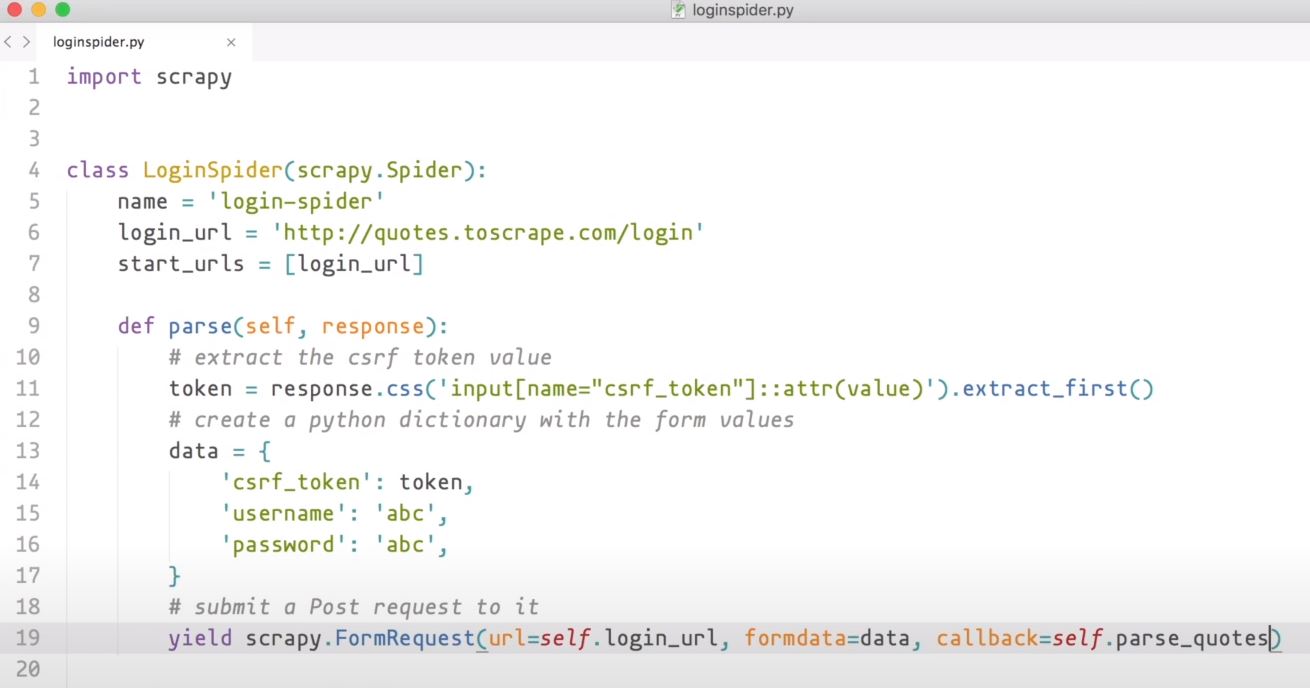 loginspider.py
loginspider.py ×
1 import scrapy
2
3
4 class LoginSpider(scrapy.Spider):
5     name = 'login-spider'
6     login_url = 'http://quotes.toscrape.com/login'
7     start_urls = [login_url]
8
9     def parse(self, response):
10         # extract the csrf token value
11         token = response.css('input[name="csrf_token"]::attr(value)').extract_first()
12         # create a python dictionary with the form values
13         data = {
14             'csrf_token': token,
15             'username': 'abc',
16             'password': 'abc',
17         }
18         # submit a Post request to it
19         yield scrapy.FormRequest(url=self.login_url, formdata=data, callback=self.parse_quotes)
20